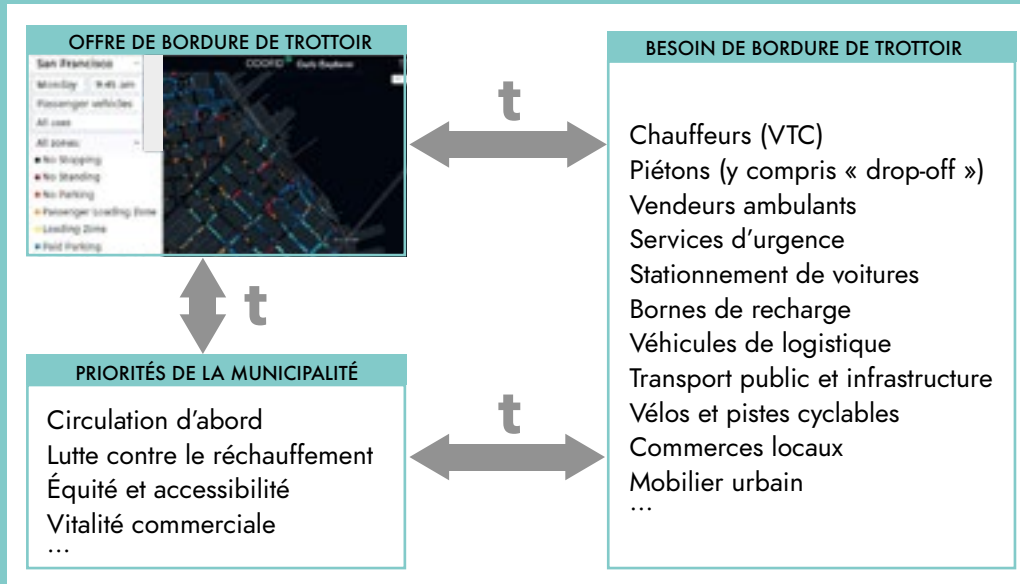 OFFRE DE BORDURE DE TROTTOIR
San Francisco
COORD Curb Explorer
Monday 9:45 am
Passenger vehicles
All uses
All zones
No Stopping
No Standing
No Parking
Passenger Loading Zone
Loading Zone
Paid Parking
t
t
PRIORITÉS DE LA MUNICIPALITÉ
Circulation d'abord
Lutte contre le réchauffement
Équité et accessibilité
Vitalité commerciale
…
t
BESOIN DE BORDURE DE TROTTOIR
Chauffeurs (VTC)
Piétons (y compris « drop-off »)
Vendeurs ambulants
Services d'urgence
Stationnement de voitures
Bornes de recharge
Véhicules de logistique
Transport public et infrastructure
Vélos et pistes cyclables
Commerces locaux
Mobilier urbain
…